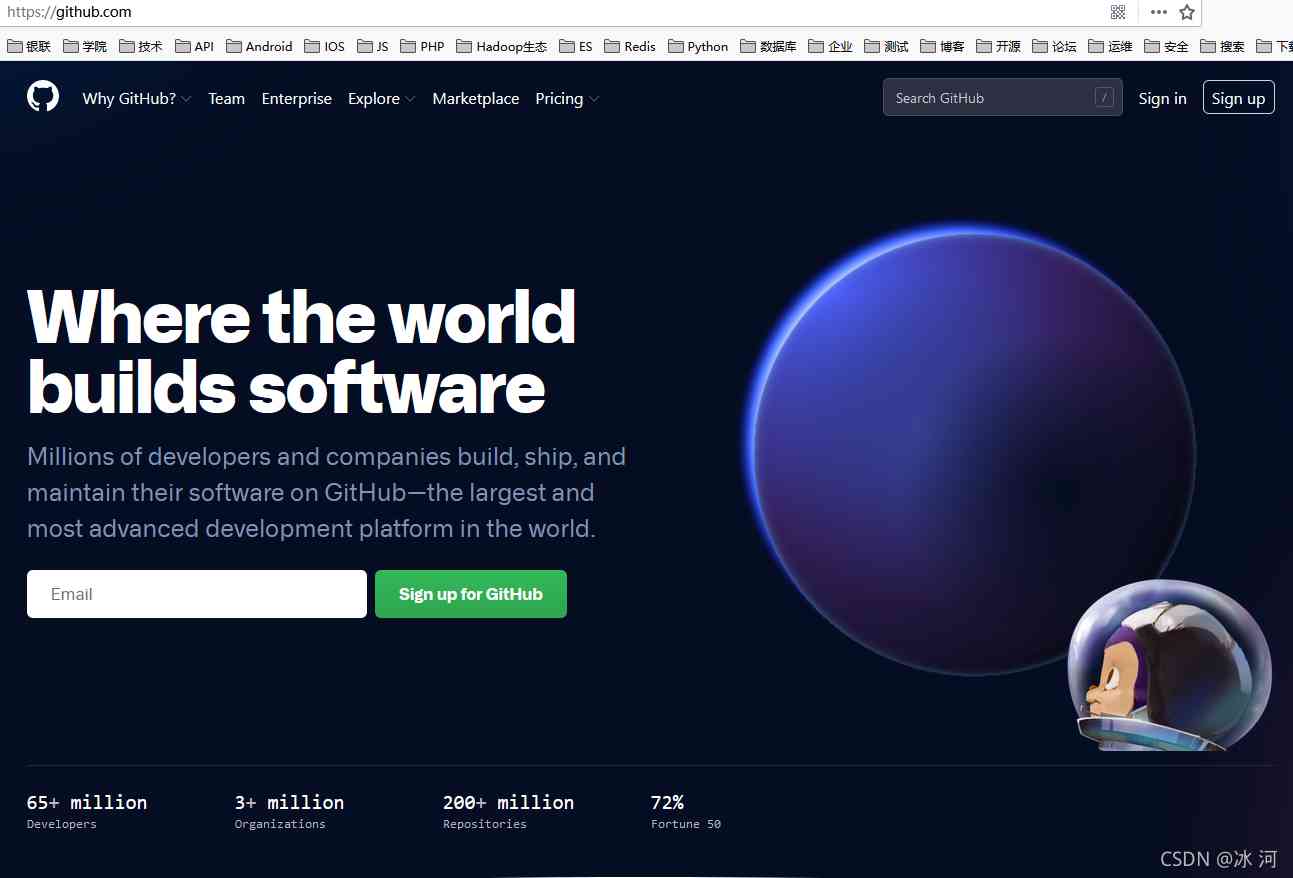 https://github.com
银联 学院 技术 API Android IOS JS PHP Hadoop生态 ES Redis Python 数据库 企业 测试 博客 开源 论坛 运维 安全 搜索
Why GitHub? Team Enterprise Explore Marketplace Pricing Search GitHub / Sign in Sign up
Where the world
builds software
Millions of developers and companies build, ship, and
maintain their software on GitHub—the largest and
most advanced development platform in the world.
Email Sign up for GitHub
65+ million 3+ million 200+ million 72%
Developers Organizations Repositories Fortune 50
CSDN @冰 河